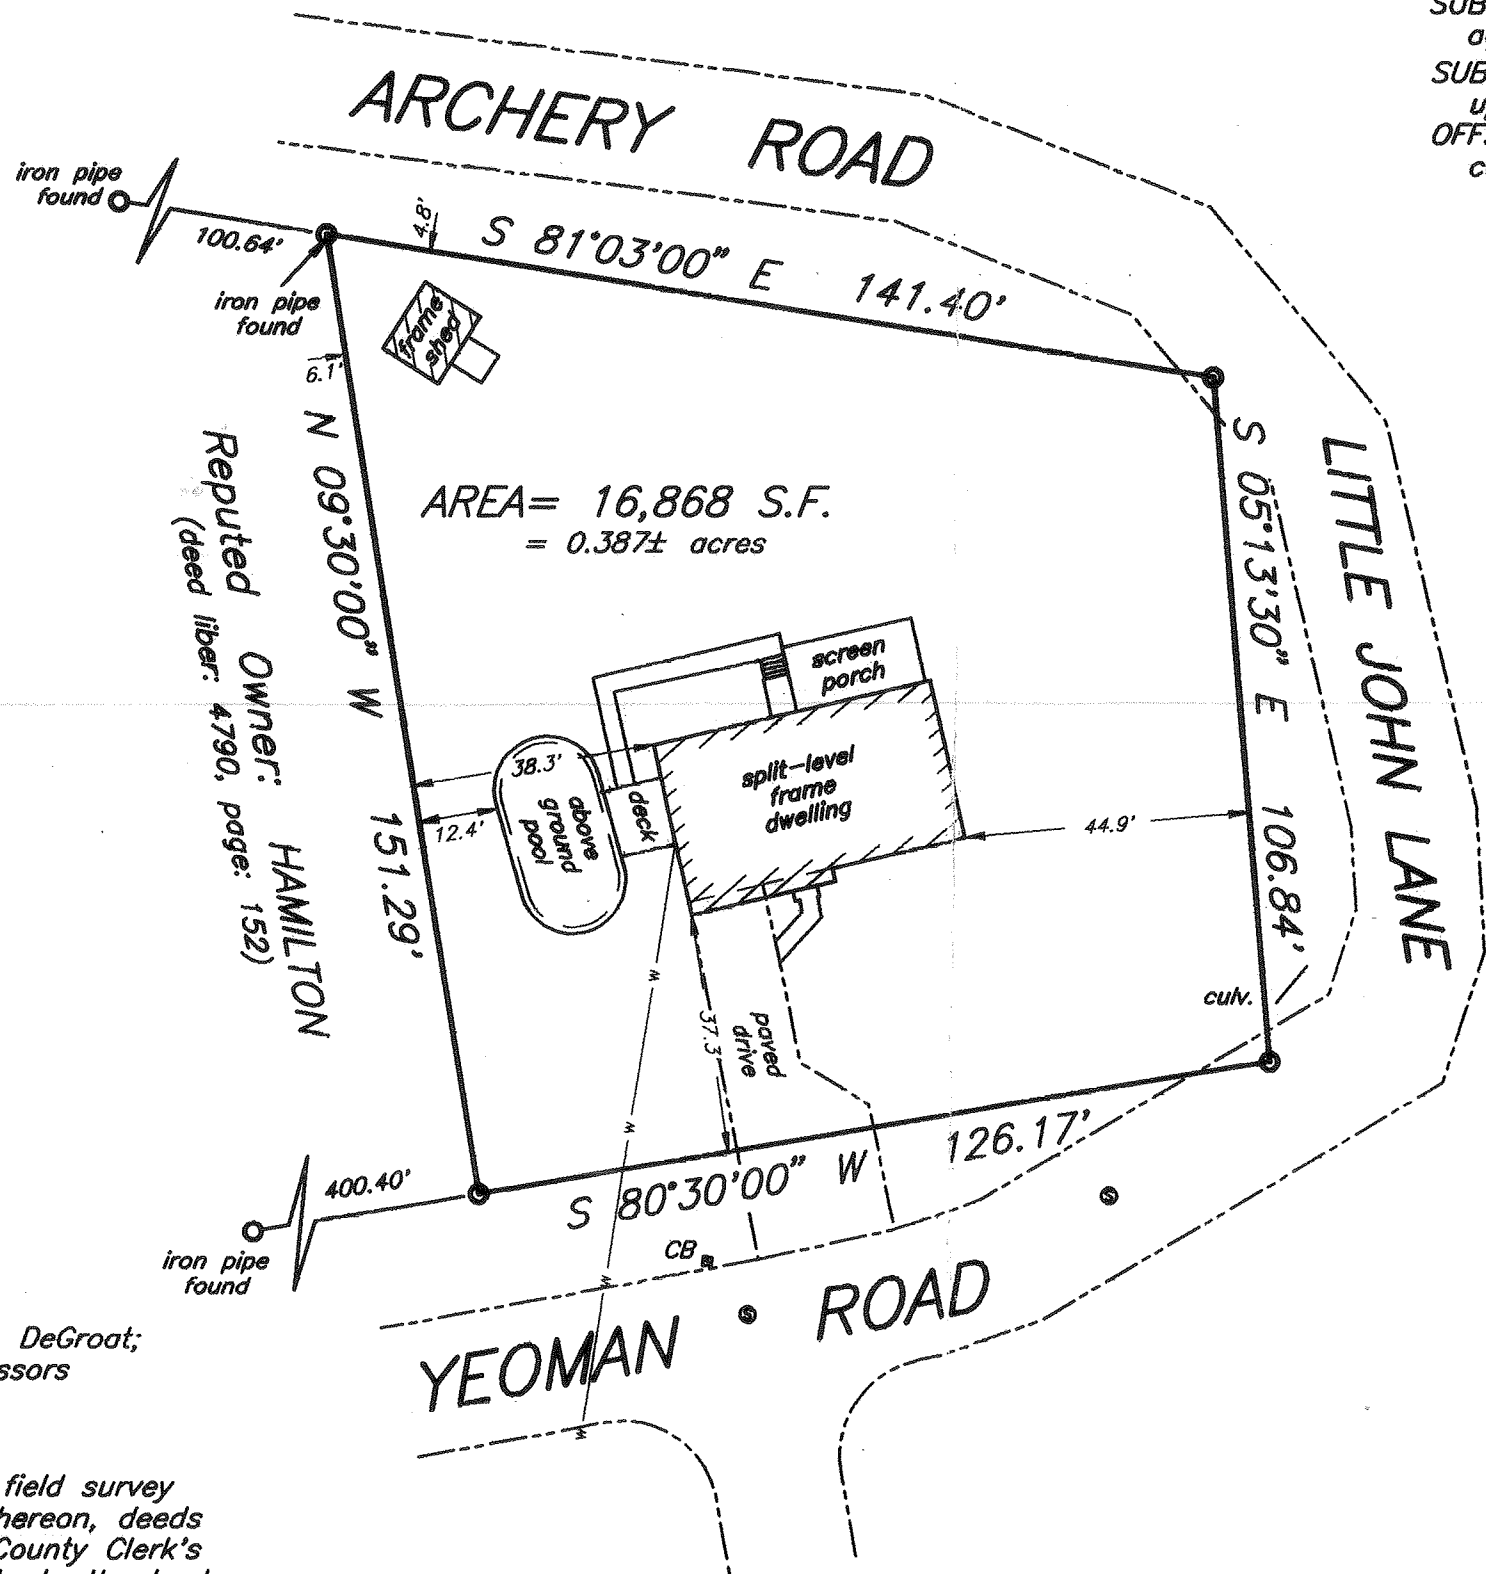 SUB
SUB
OFF.
ARCHERY ROAD
iron pipe
found
100.64'
4.8'
S 81°03'00" E 141.40'
iron pipe
found
frame
shed
6.1'
N 09°30'00" W 151.29'
Reputed Owner: HAMILTON
(deed liber: 4790, page: 152)
AREA= 16,868 S.F.
= 0.387± acres
S 05°13'30" E 106.84'
LITTLE JOHN LANE
screen
porch
split-level
frame
dwelling
38.3'
12.4'
above
ground
pool
deck
44.9'
culv.
37.3'
paved
drive
W
W
W
W
400.40'
iron pipe
found
S 80°30'00" W 126.17'
S
CB
S
YEOMAN ROAD
DeGroat;
ssors
field survey
hereon, deeds
County Clerk's